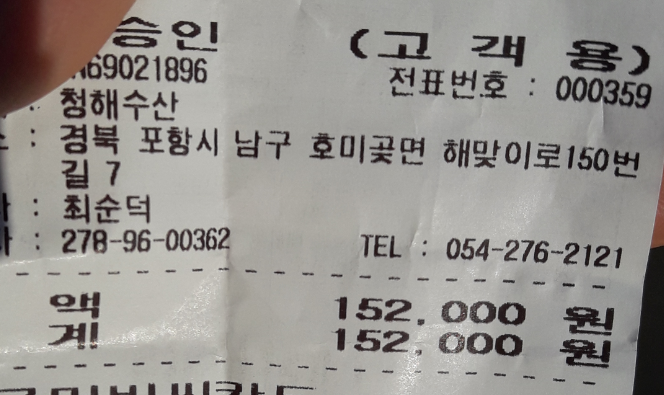 승인 (고 객 용)
69021896 전표번호 : 000359
: 청해수산
: 경북 포항시 남구 호미곶면 해맞이로150번
길 7
: 최순덕
: 278-96-00362 TEL : 054-276-2121
액 152,000 원
계 152,000 원